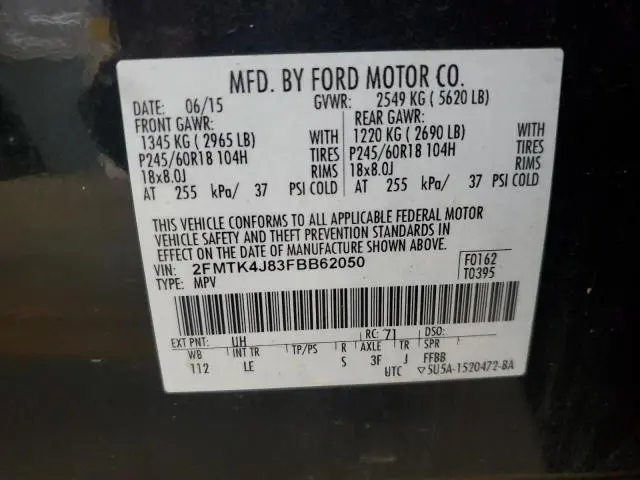 MFD. BY FORD MOTOR CO.
DATE: 06/15 GVWR: 2549 KG ( 5620 LB)
FRONT GAWR: REAR GAWR:
1345 KG ( 2965 LB) WITH 1220 KG ( 2690 LB) WITH
P245/60R18 104H TIRES P245/60R18 104H TIRES
18x8.0J RIMS 18x8.0J RIMS
AT 255 kPa/ 37 PSI COLD AT 255 kPa/ 37 PSI COLD
THIS VEHICLE CONFORMS TO ALL APPLICABLE FEDERAL MOTOR
VEHICLE SAFETY AND THEFT PREVENTION STANDARDS IN
EFFECT ON THE DATE OF MANUFACTURE SHOWN ABOVE.
VIN: 2FMTK4J83FBB62050 F0162
TYPE: MPV T0395
EXT PNT: UH RC: 71 DSO:
WB INT TR TP/PS R AXLE TR SPR
112 LE S 3F J FFBB
UTC ▽5U5A-1520472-BA